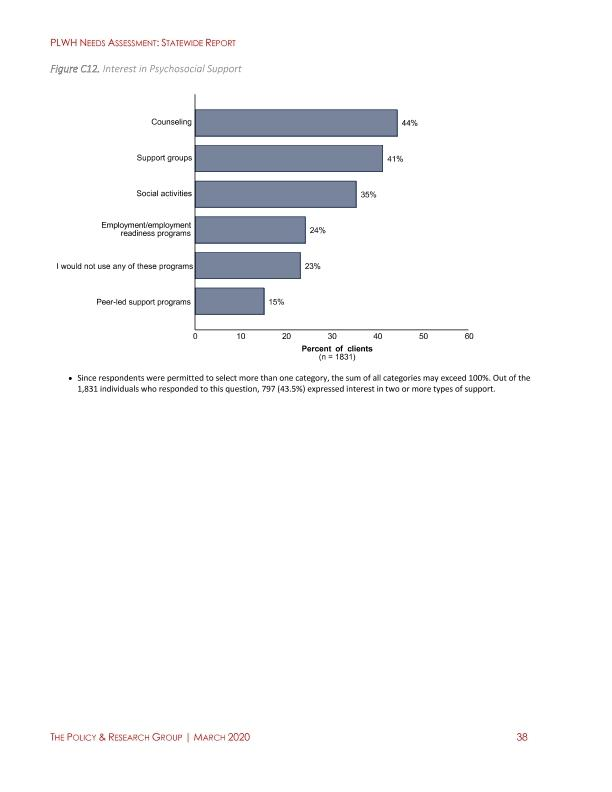 PLWH NEEDS ASSESSMENT: STATEWIDE REPORT
Figure C12. Interest in Psychosocial Support
Counseling
44%
Support groups
41%
Social activities
35%
Employment/employment
readiness programs
24%
I would not use any of these programs
23%
Peer-led support programs
15%
0 10 20 30 40 50 60
Percent of clients
(n = 1831)
• Since respondents were permitted to select more than one category, the sum of all categories may exceed 100%. Out of the
1,831 individuals who responded to this question, 797 (43.5%) expressed interest in two or more types of support.
THE POLICY & RESEARCH GROUP | MARCH 2020 38